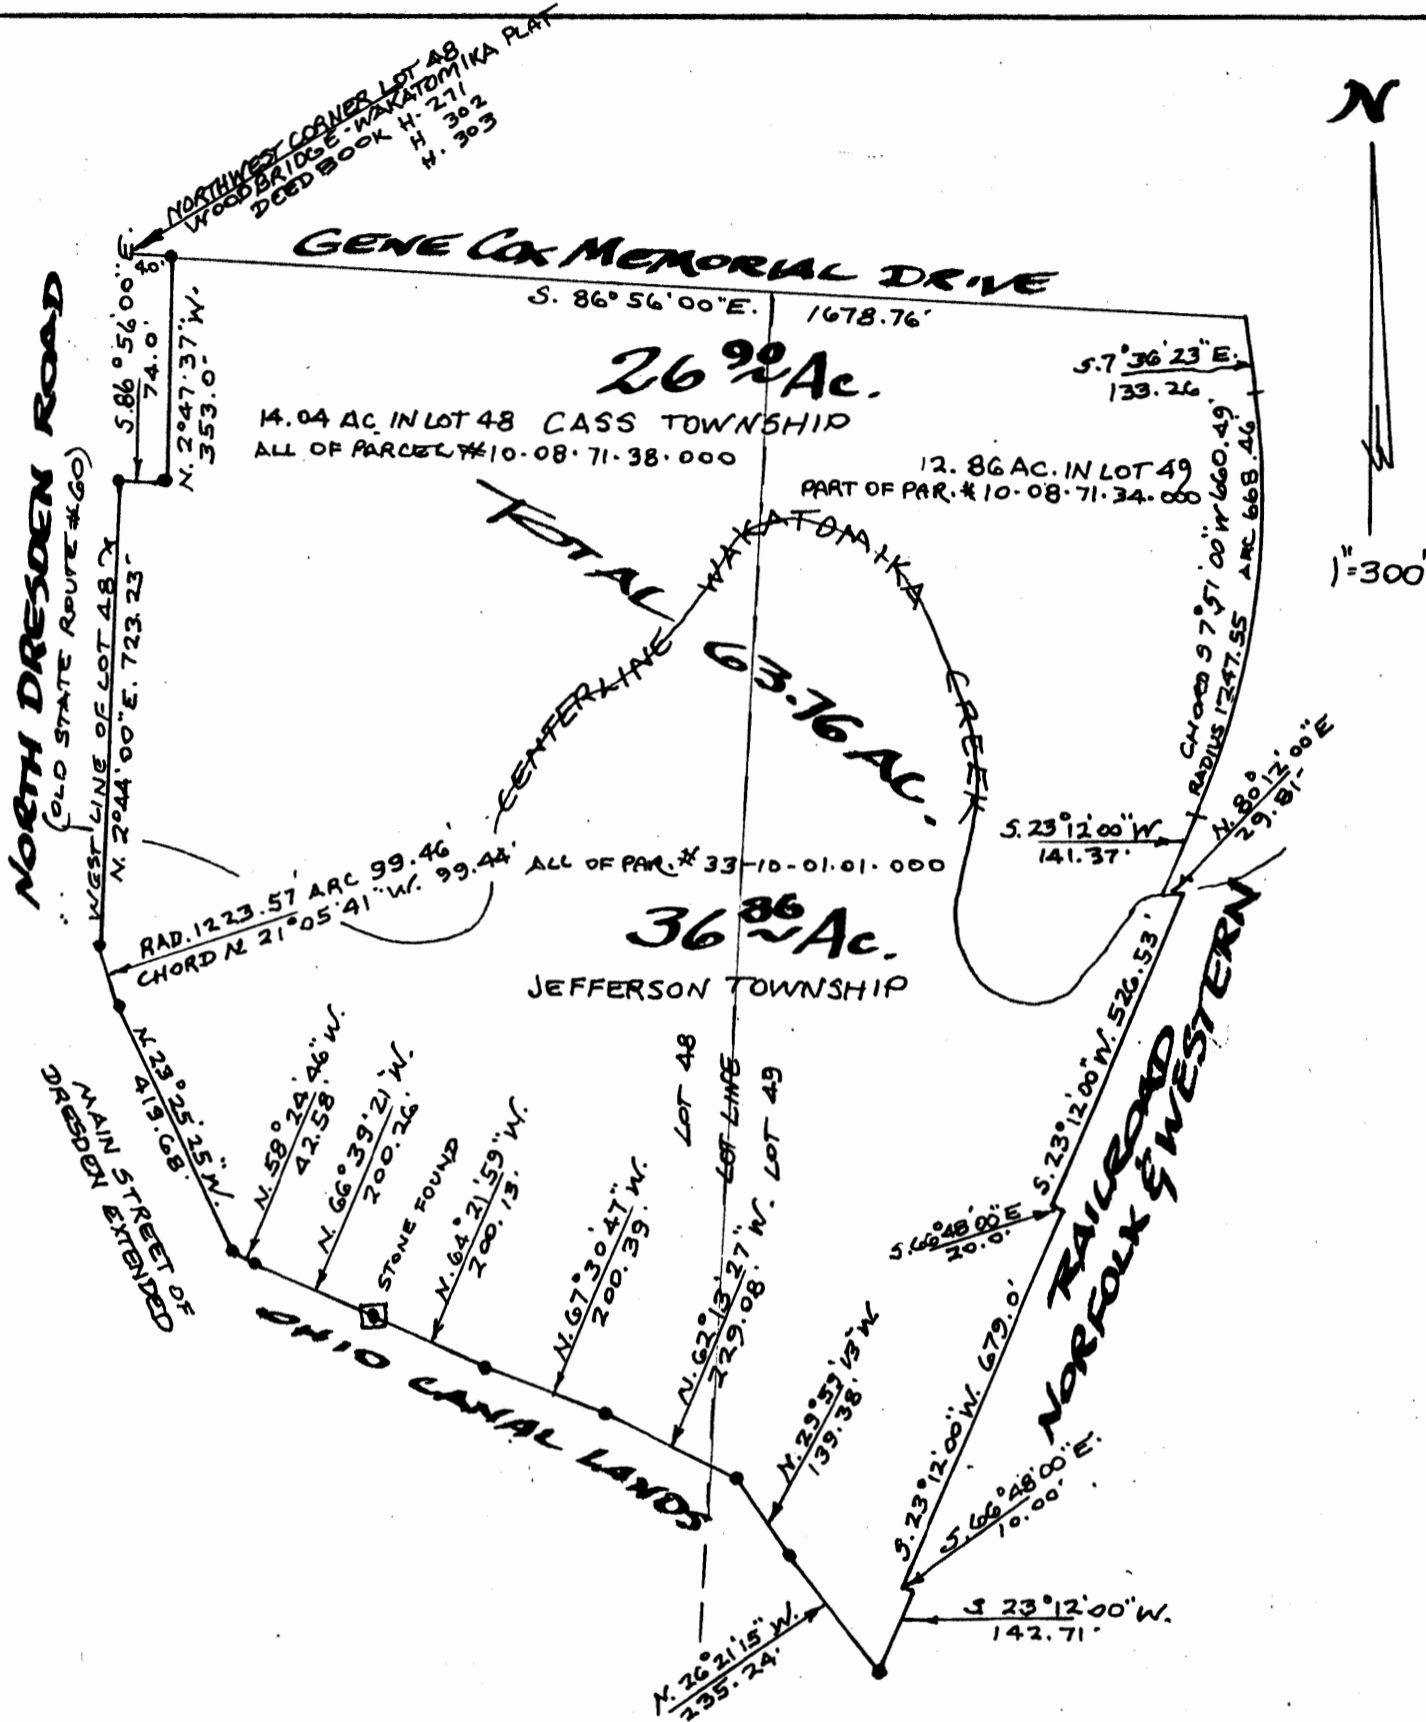 NORTHWEST CORNER LOT 48
WOODBRIDGE-WAKATOMIKA PLAT
DEED BOOK H-271
H 302
H. 303
N
1"=300'
GENE COX MEMORIAL DRIVE
S. 86°56'00"E. 1678.76'
40.'
S.86°56'00"E.
74.0'
N.2°47'37"W.
353.0'
26 90 Ac.
14.04 AC. IN LOT 48 CASS TOWNSHIP
ALL OF PARCEL #10-08-71-38-000
12.86 AC. IN LOT 49
PART OF PAR. #10-08-71-34-000
S.7°36'23"E.
133.26
CHORD S 7°51'00"W 660.49'
RADIUS 1247.55 ARC 668.46'
NORTH DRESDEN ROAD
(OLD STATE ROUTE #60)
WEST LINE OF LOT 48
N. 2°44'00"E. 723.23'
TOTAL
63.76 AC.
CENTERLINE WAKATOMIKA CREEK
S. 23°12'00"W
141.37'
N. 80°12'00"E
29.81'
RAD. 1223.57' ARC 99.46'
CHORD N. 21°05'41"W. 99.44'
ALL OF PAR. #33-10-01-01-000
36 86 Ac.
JEFFERSON TOWNSHIP
LOT 48
LOT LINE
LOT 49
S. 23°12'00"W. 526.53'
RAILROAD
NORFOLK & WESTERN
S.66°48'00"E
20.0'
N.23°25'25"W.
419.68'
MAIN STREET OF
DRESDEN EXTENDED
N. 58°24'46"W.
42.58'
N. 66°39'21"W.
200.26'
STONE FOUND
N. 64°21'59"W.
200.13'
N. 67°30'47"W.
200.39'
N. 62°13'27"W.
229.08'
N. 29°59'13"W.
139.38'
OHIO CANAL LANDS
S. 23°12'00"W. 679.0'
S. 66°48'00"E.
10.00'
S 23°12'00"W.
142.71'
N. 26°21'15"W.
235.24'